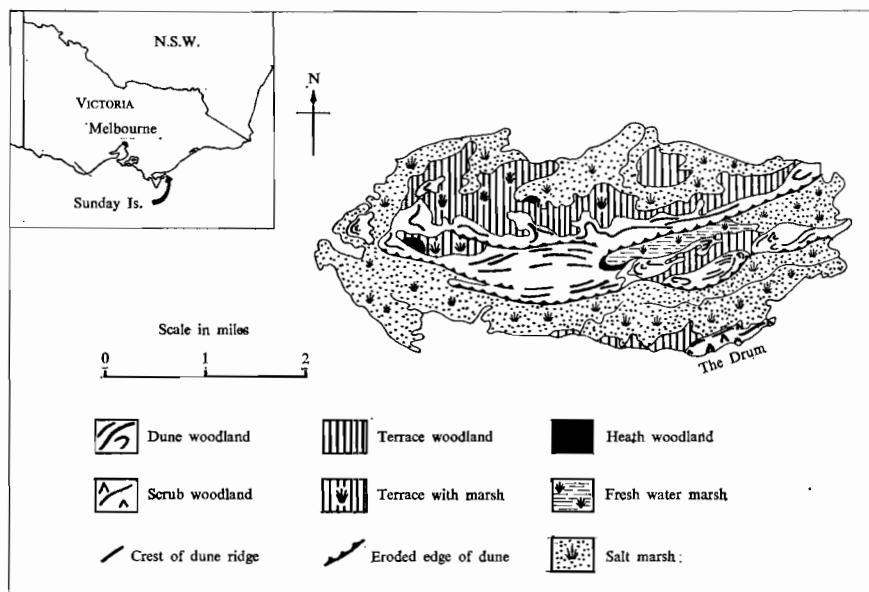 N.S.W.
VICTORIA
Melbourne
Sunday Is.
N
Scale in miles
0 1 2
The Drum
Dune woodland
Terrace woodland
Heath woodland
Scrub woodland
Terrace with marsh
Fresh water marsh
Crest of dune ridge
Eroded edge of dune
Salt marsh